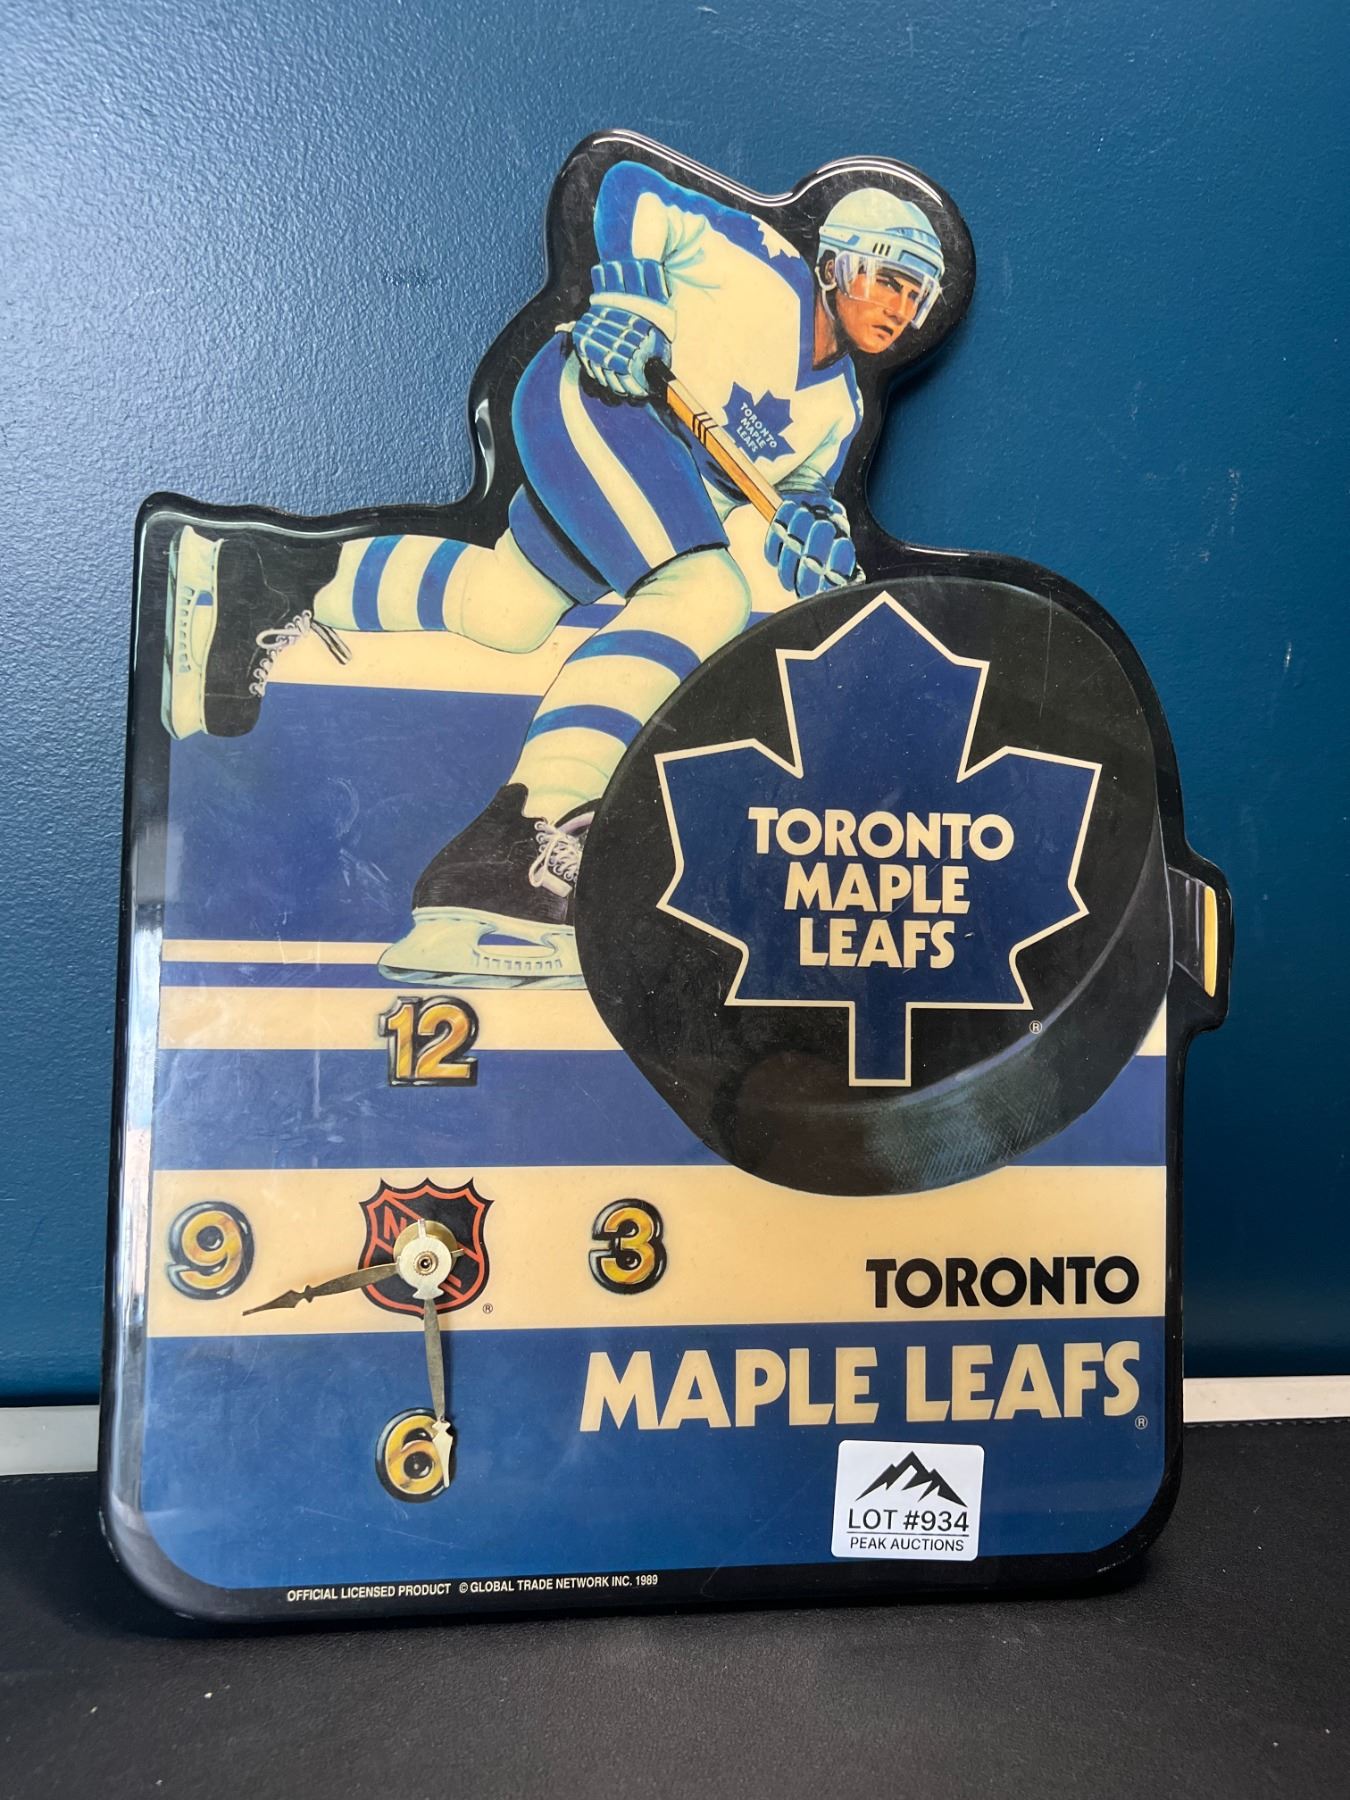 TORONTO
MAPLE
LEAFS
TORONTO
MAPLE
LEAFS
®
12
9
N
3
®
6
TORONTO
MAPLE LEAFS
®
LOT #934
PEAK AUCTIONS
OFFICIAL LICENSED PRODUCT © GLOBAL TRADE NETWORK INC. 1989